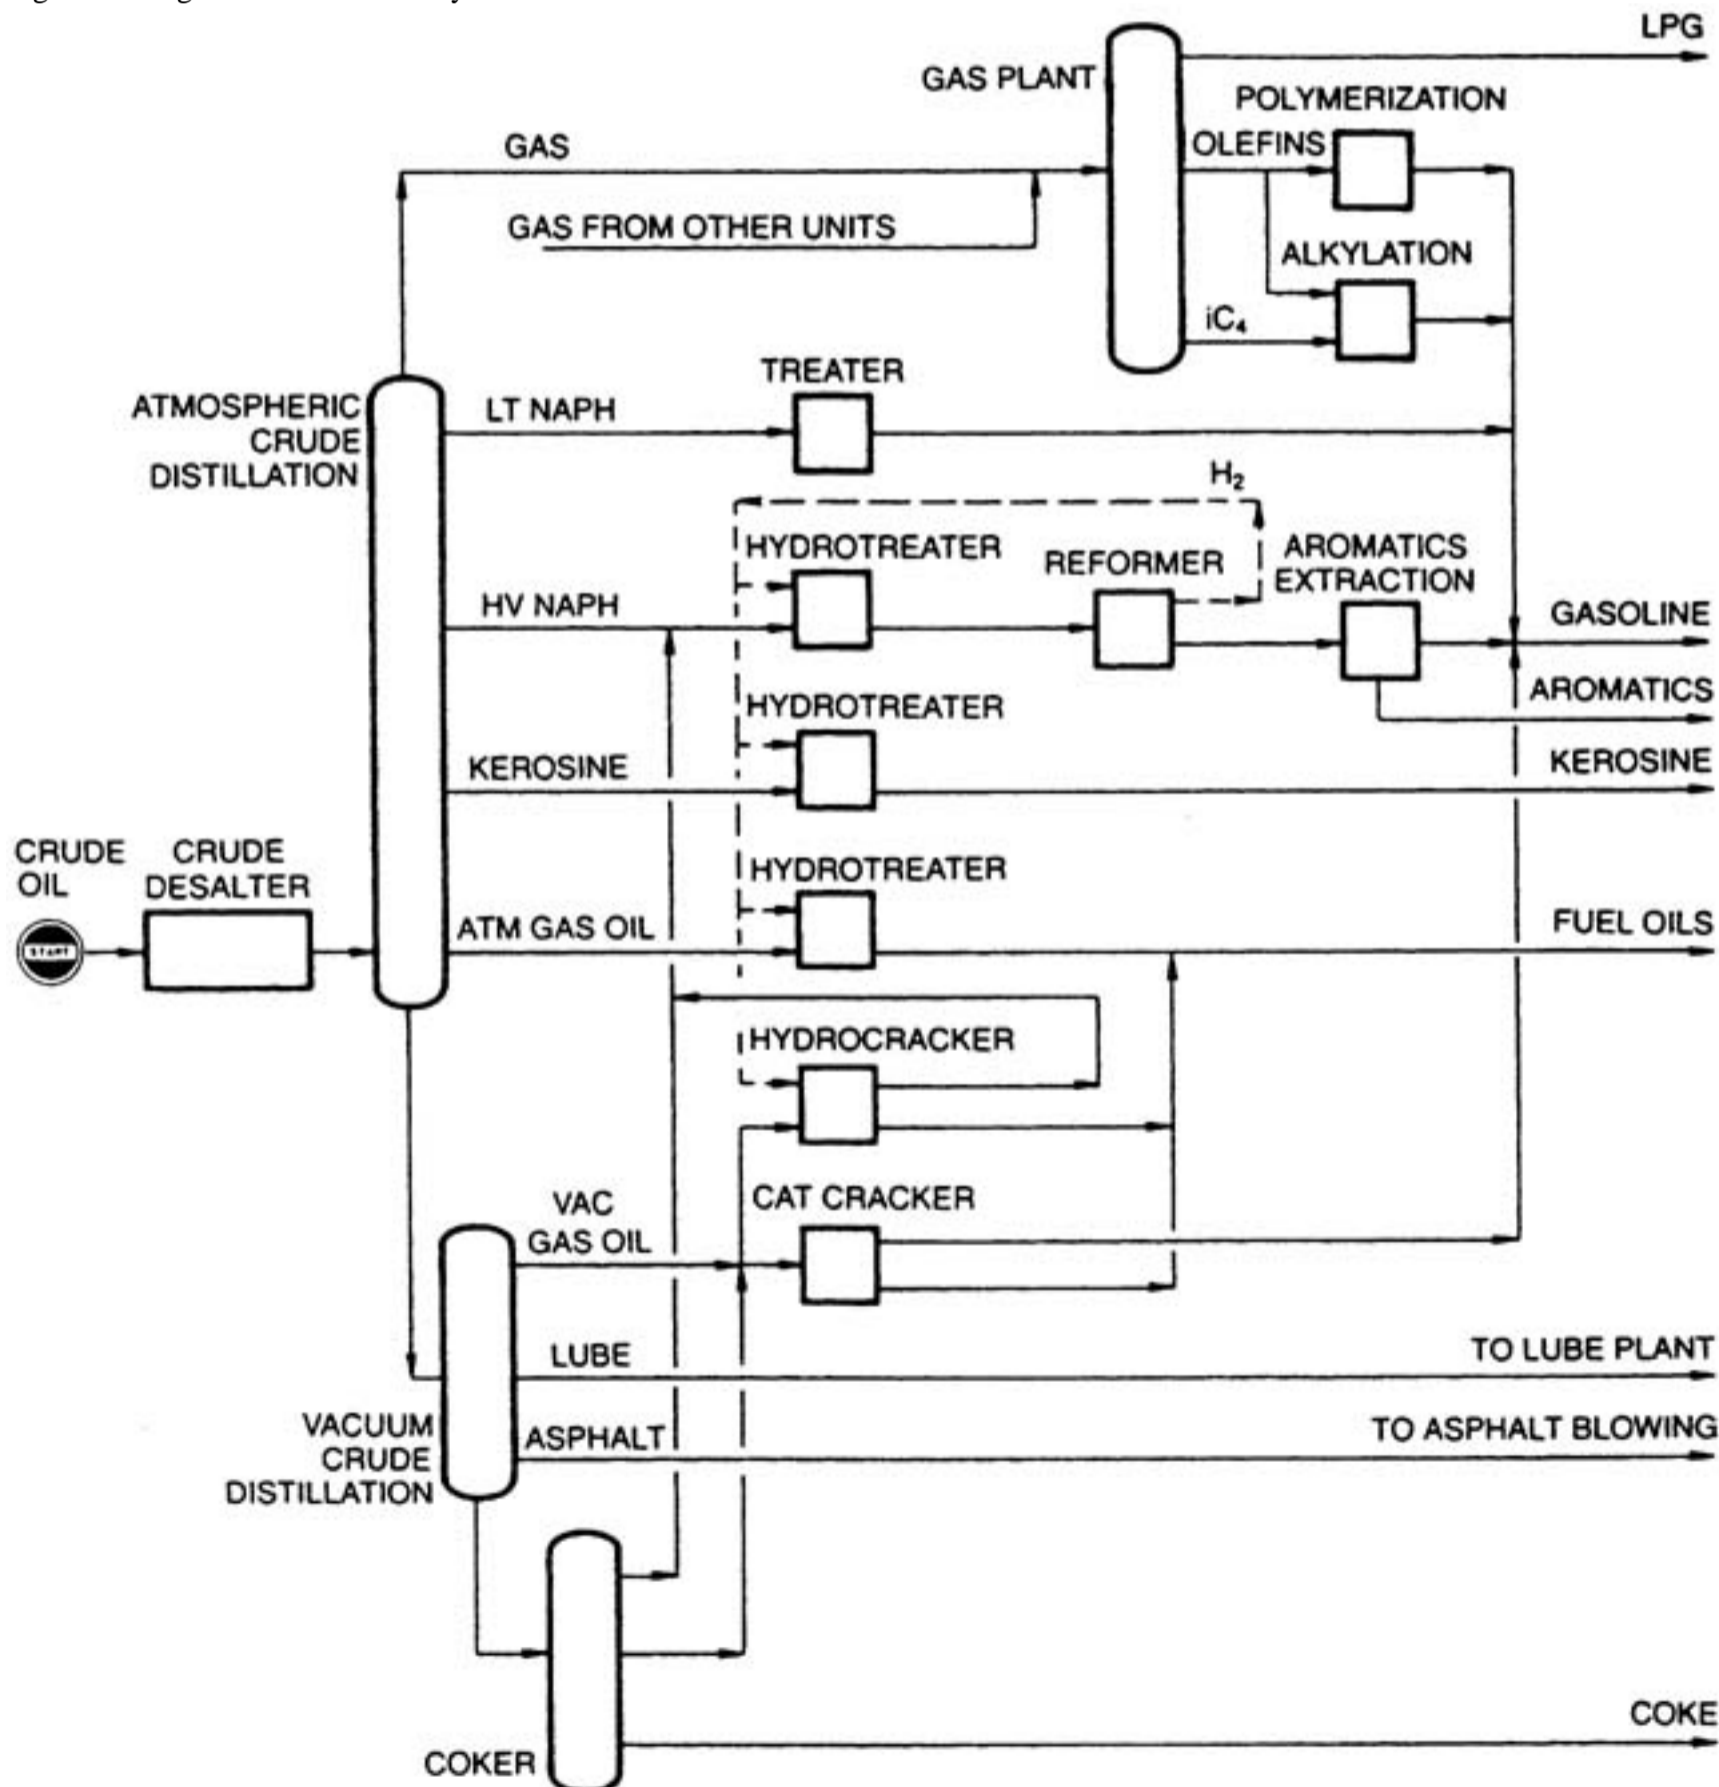 LPG
GAS PLANT
POLYMERIZATION
GAS
OLEFINS
GAS FROM OTHER UNITS
ALKYLATION
iC₄
TREATER
ATMOSPHERIC
CRUDE
DISTILLATION
LT NAPH
H₂
HYDROTREATER
REFORMER
AROMATICS
EXTRACTION
HV NAPH
GASOLINE
AROMATICS
HYDROTREATER
KEROSINE
KEROSINE
CRUDE
OIL
CRUDE
DESALTER
HYDROTREATER
START
ATM GAS OIL
FUEL OILS
HYDROCRACKER
VAC
GAS OIL
CAT CRACKER
LUBE
TO LUBE PLANT
VACUUM
CRUDE
DISTILLATION
ASPHALT
TO ASPHALT BLOWING
COKE
COKER